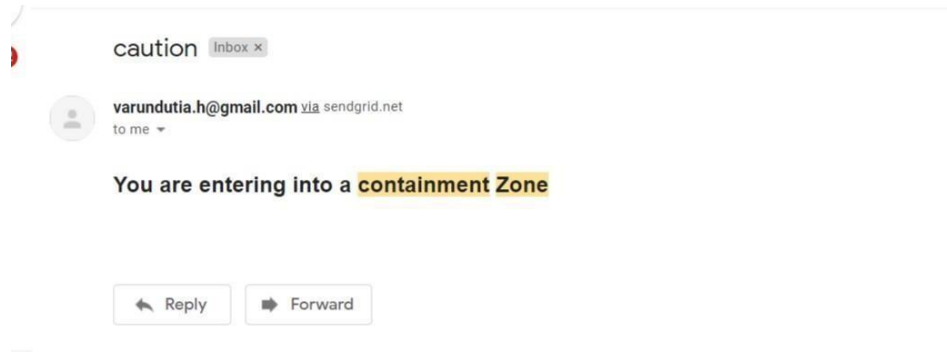 caution Inbox ×
varundutia.h@gmail.com via sendgrid.net
to me
You are entering into a containment Zone
Reply Forward